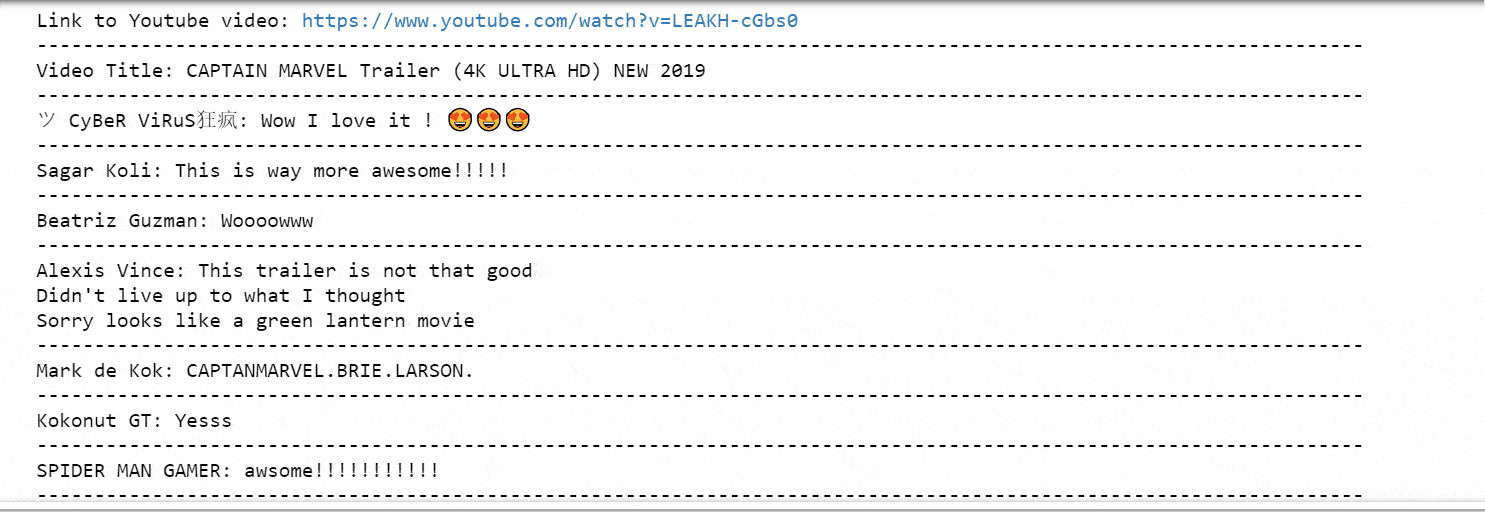 Link to Youtube video: https://www.youtube.com/watch?v=LEAKH-cGbs0
-------------------------------------------------------------------------------------------------------------------
Video Title: CAPTAIN MARVEL Trailer (4K ULTRA HD) NEW 2019
-------------------------------------------------------------------------------------------------------------------
ツ CyBeR ViRuS狂疯: Wow I love it ! 😍😍😍
-------------------------------------------------------------------------------------------------------------------
Sagar Koli: This is way more awesome!!!!!
-------------------------------------------------------------------------------------------------------------------
Beatriz Guzman: Woooowww
-------------------------------------------------------------------------------------------------------------------
Alexis Vince: This trailer is not that good
Didn't live up to what I thought
Sorry looks like a green lantern movie
-------------------------------------------------------------------------------------------------------------------
Mark de Kok: CAPTANMARVEL.BRIE.LARSON.
-------------------------------------------------------------------------------------------------------------------
Kokonut GT: Yesss
-------------------------------------------------------------------------------------------------------------------
SPIDER MAN GAMER: awsome!!!!!!!!!!!
-------------------------------------------------------------------------------------------------------------------